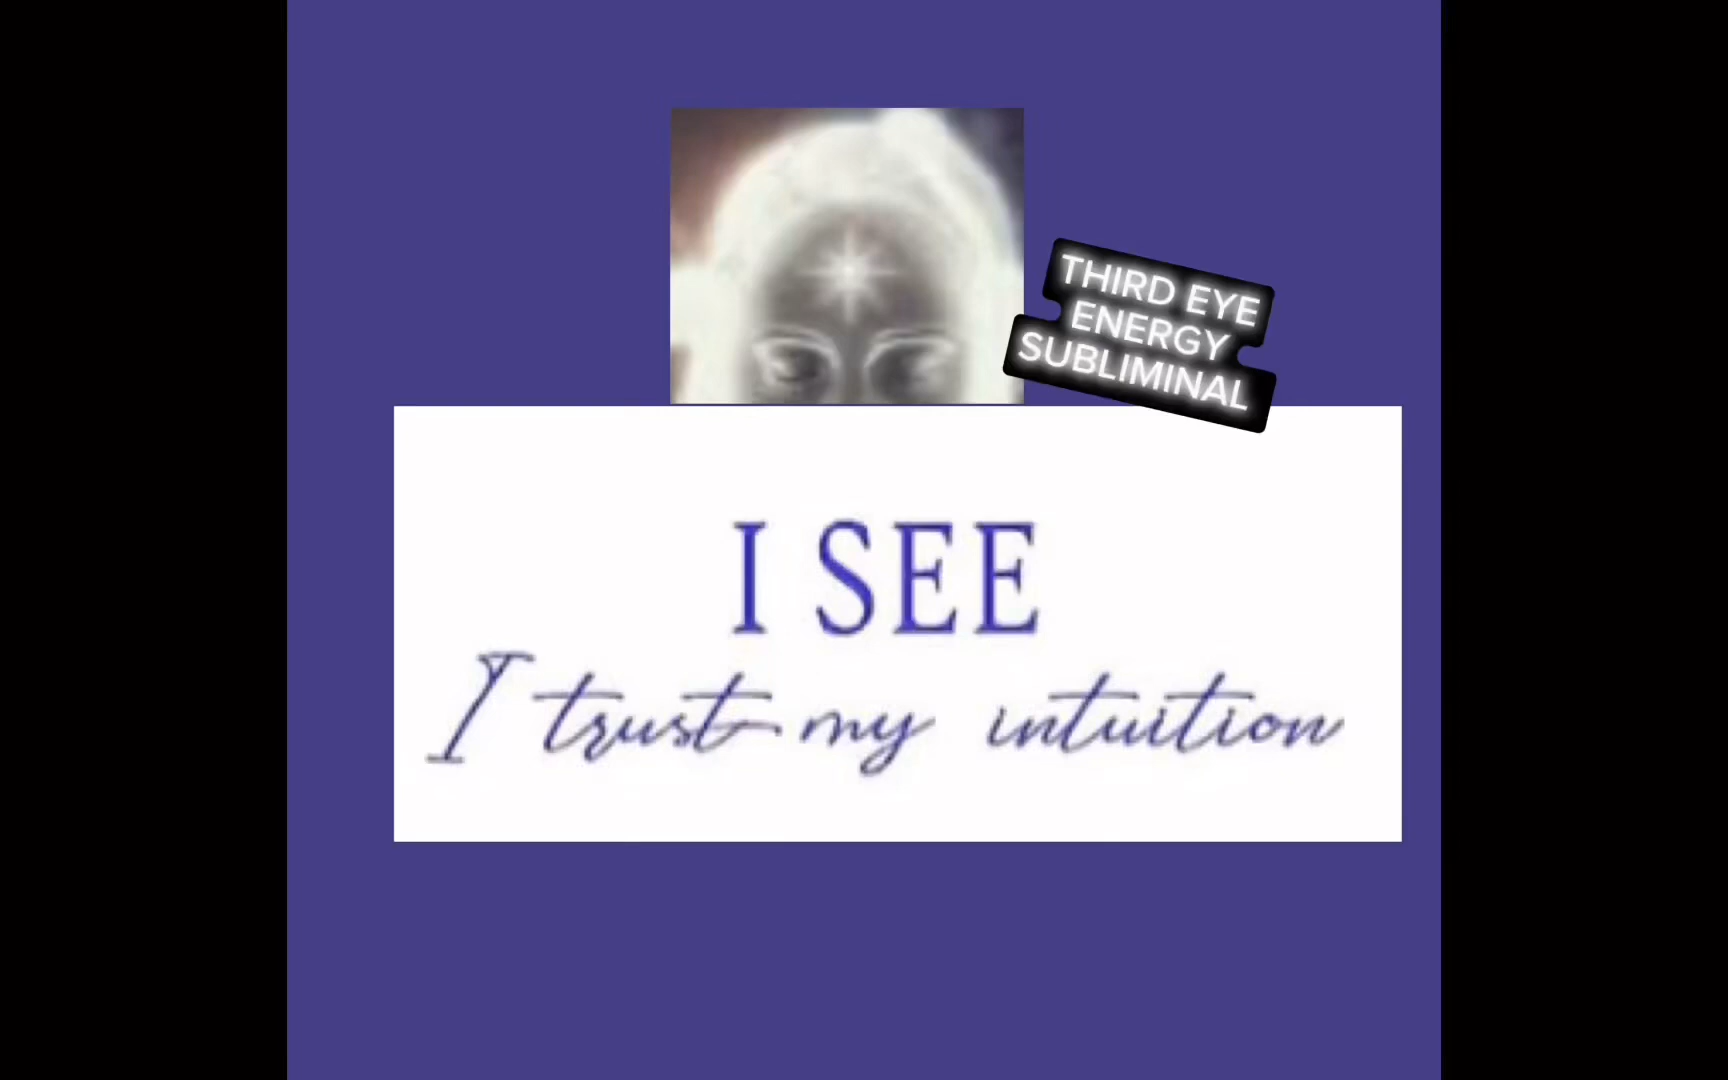 THIRD EYE
ENERGY
SUBLIMINAL
I SEE
I trust my intuition